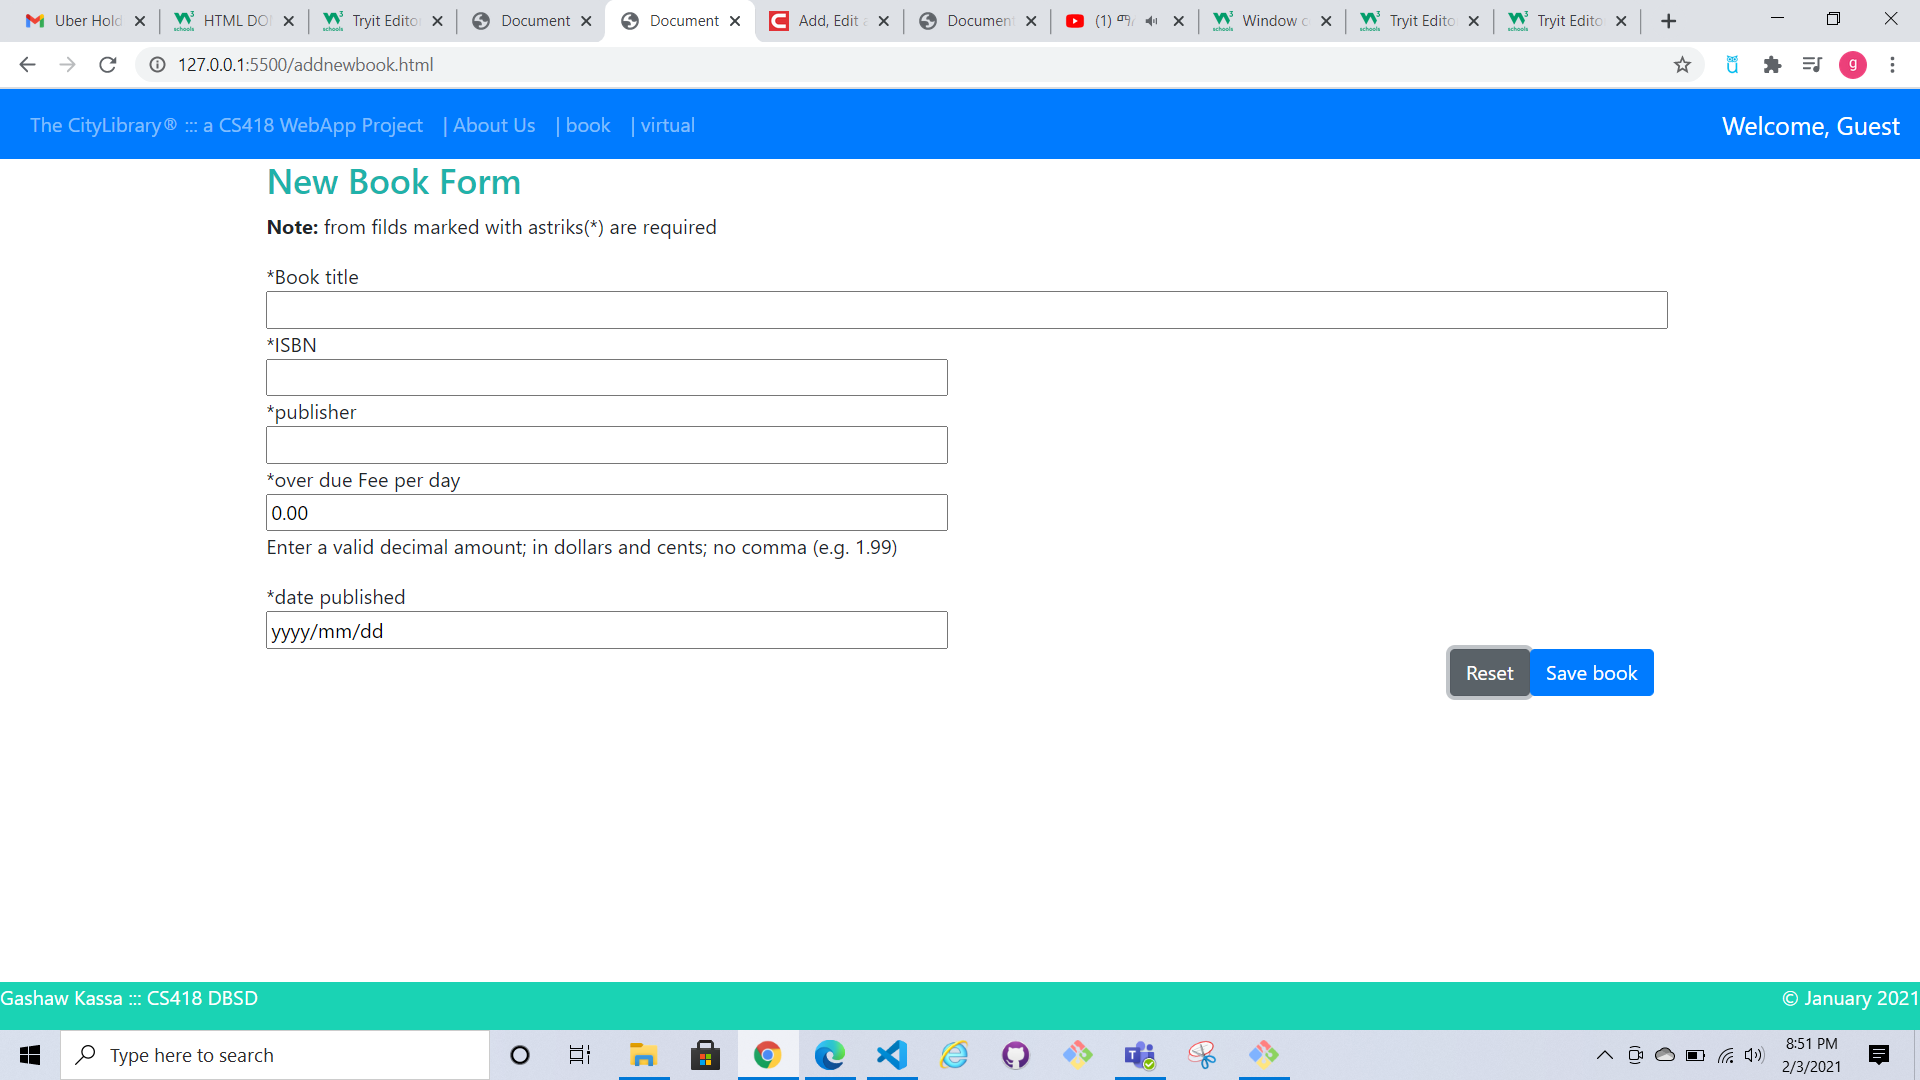 Uber Hold
HTML DO
Tryit Edito
Document
Document
Add, Edit a
Document
(1) ማ
Window c
Tryit Edito
Tryit Edito
127.0.0.1:5500/addnewbook.html
g
The CityLibrary® ::: a CS418 WebApp Project | About Us | book | virtual
Welcome, Guest
New Book Form
Note: from filds marked with astriks(*) are required
*Book title
*ISBN
*publisher
*over due Fee per day
0.00
Enter a valid decimal amount; in dollars and cents; no comma (e.g. 1.99)
*date published
yyyy/mm/dd
Reset
Save book
Gashaw Kassa ::: CS418 DBSD
© January 2021
Type here to search
8:51 PM
2/3/2021